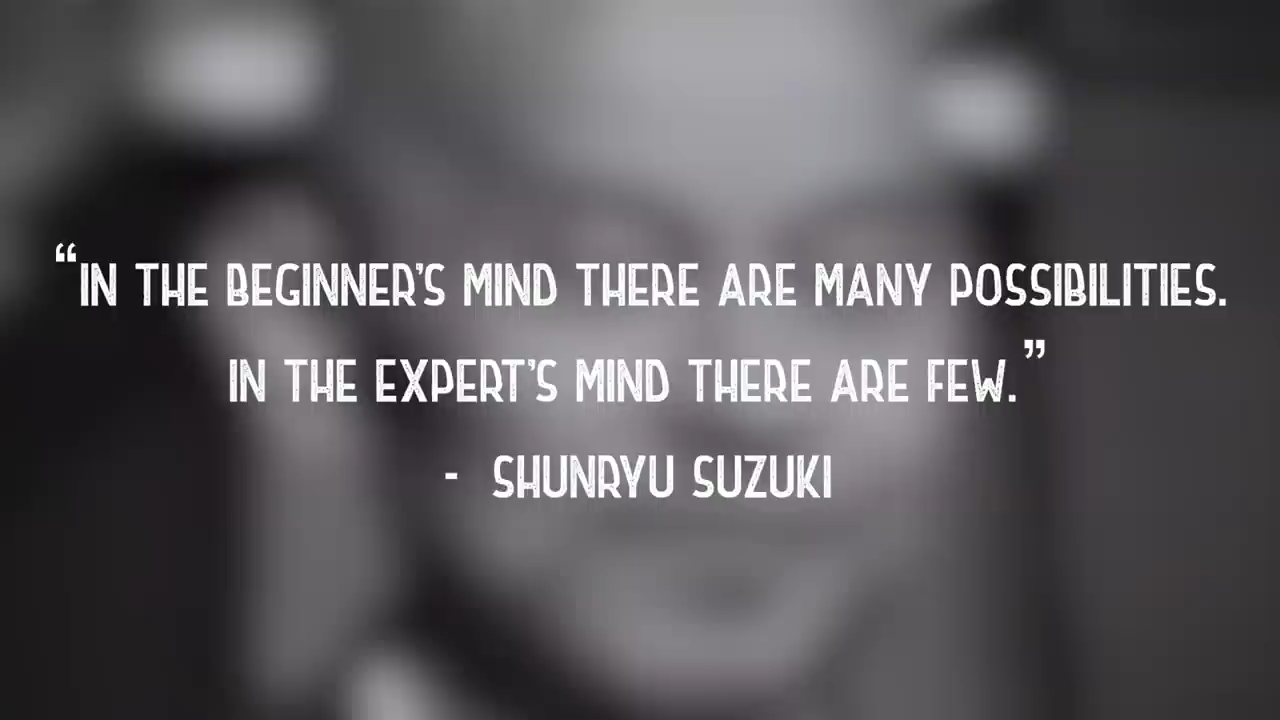 “IN THE BEGINNER’S MIND THERE ARE MANY POSSIBILITIES.
IN THE EXPERT’S MIND THERE ARE FEW.”
- SHUNRYU SUZUKI